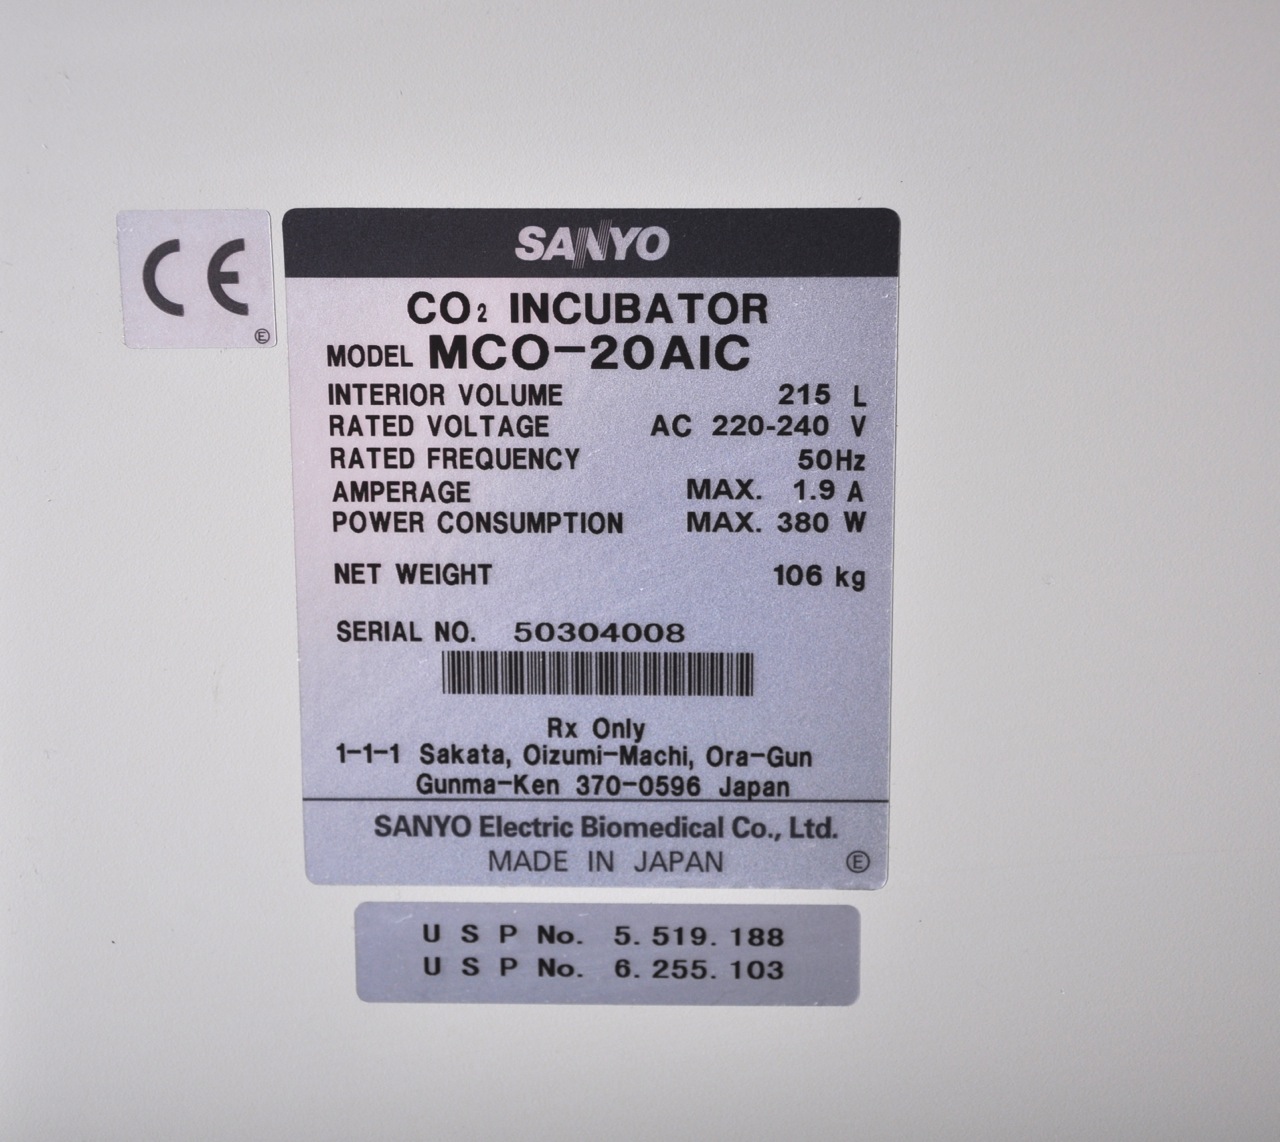 CE
Ⓔ
SANYO
CO₂ INCUBATOR
MODEL MCO-20AIC
INTERIOR VOLUME 215 L
RATED VOLTAGE AC 220-240 V
RATED FREQUENCY 50Hz
AMPERAGE MAX. 1.9 A
POWER CONSUMPTION MAX. 380 W
NET WEIGHT 106 kg
SERIAL NO. 50304008
Rx Only
1-1-1 Sakata, Oizumi-Machi, Ora-Gun
Gunma-Ken 370-0596 Japan
SANYO Electric Biomedical Co., Ltd.
MADE IN JAPAN Ⓔ
U S P No. 5. 519. 188
U S P No. 6. 255. 103